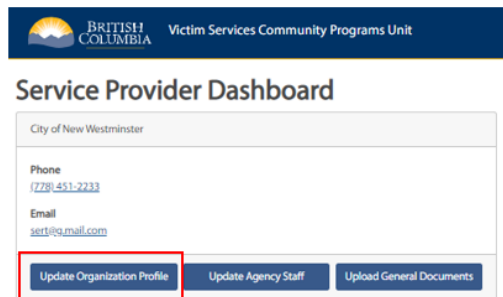 BRITISH
COLUMBIA
Victim Services Community Programs Unit
Service Provider Dashboard
City of New Westminster
Phone
(778) 451-2233
Email
sert@q.mail.com
Update Organization Profile
Update Agency Staff
Upload General Documents